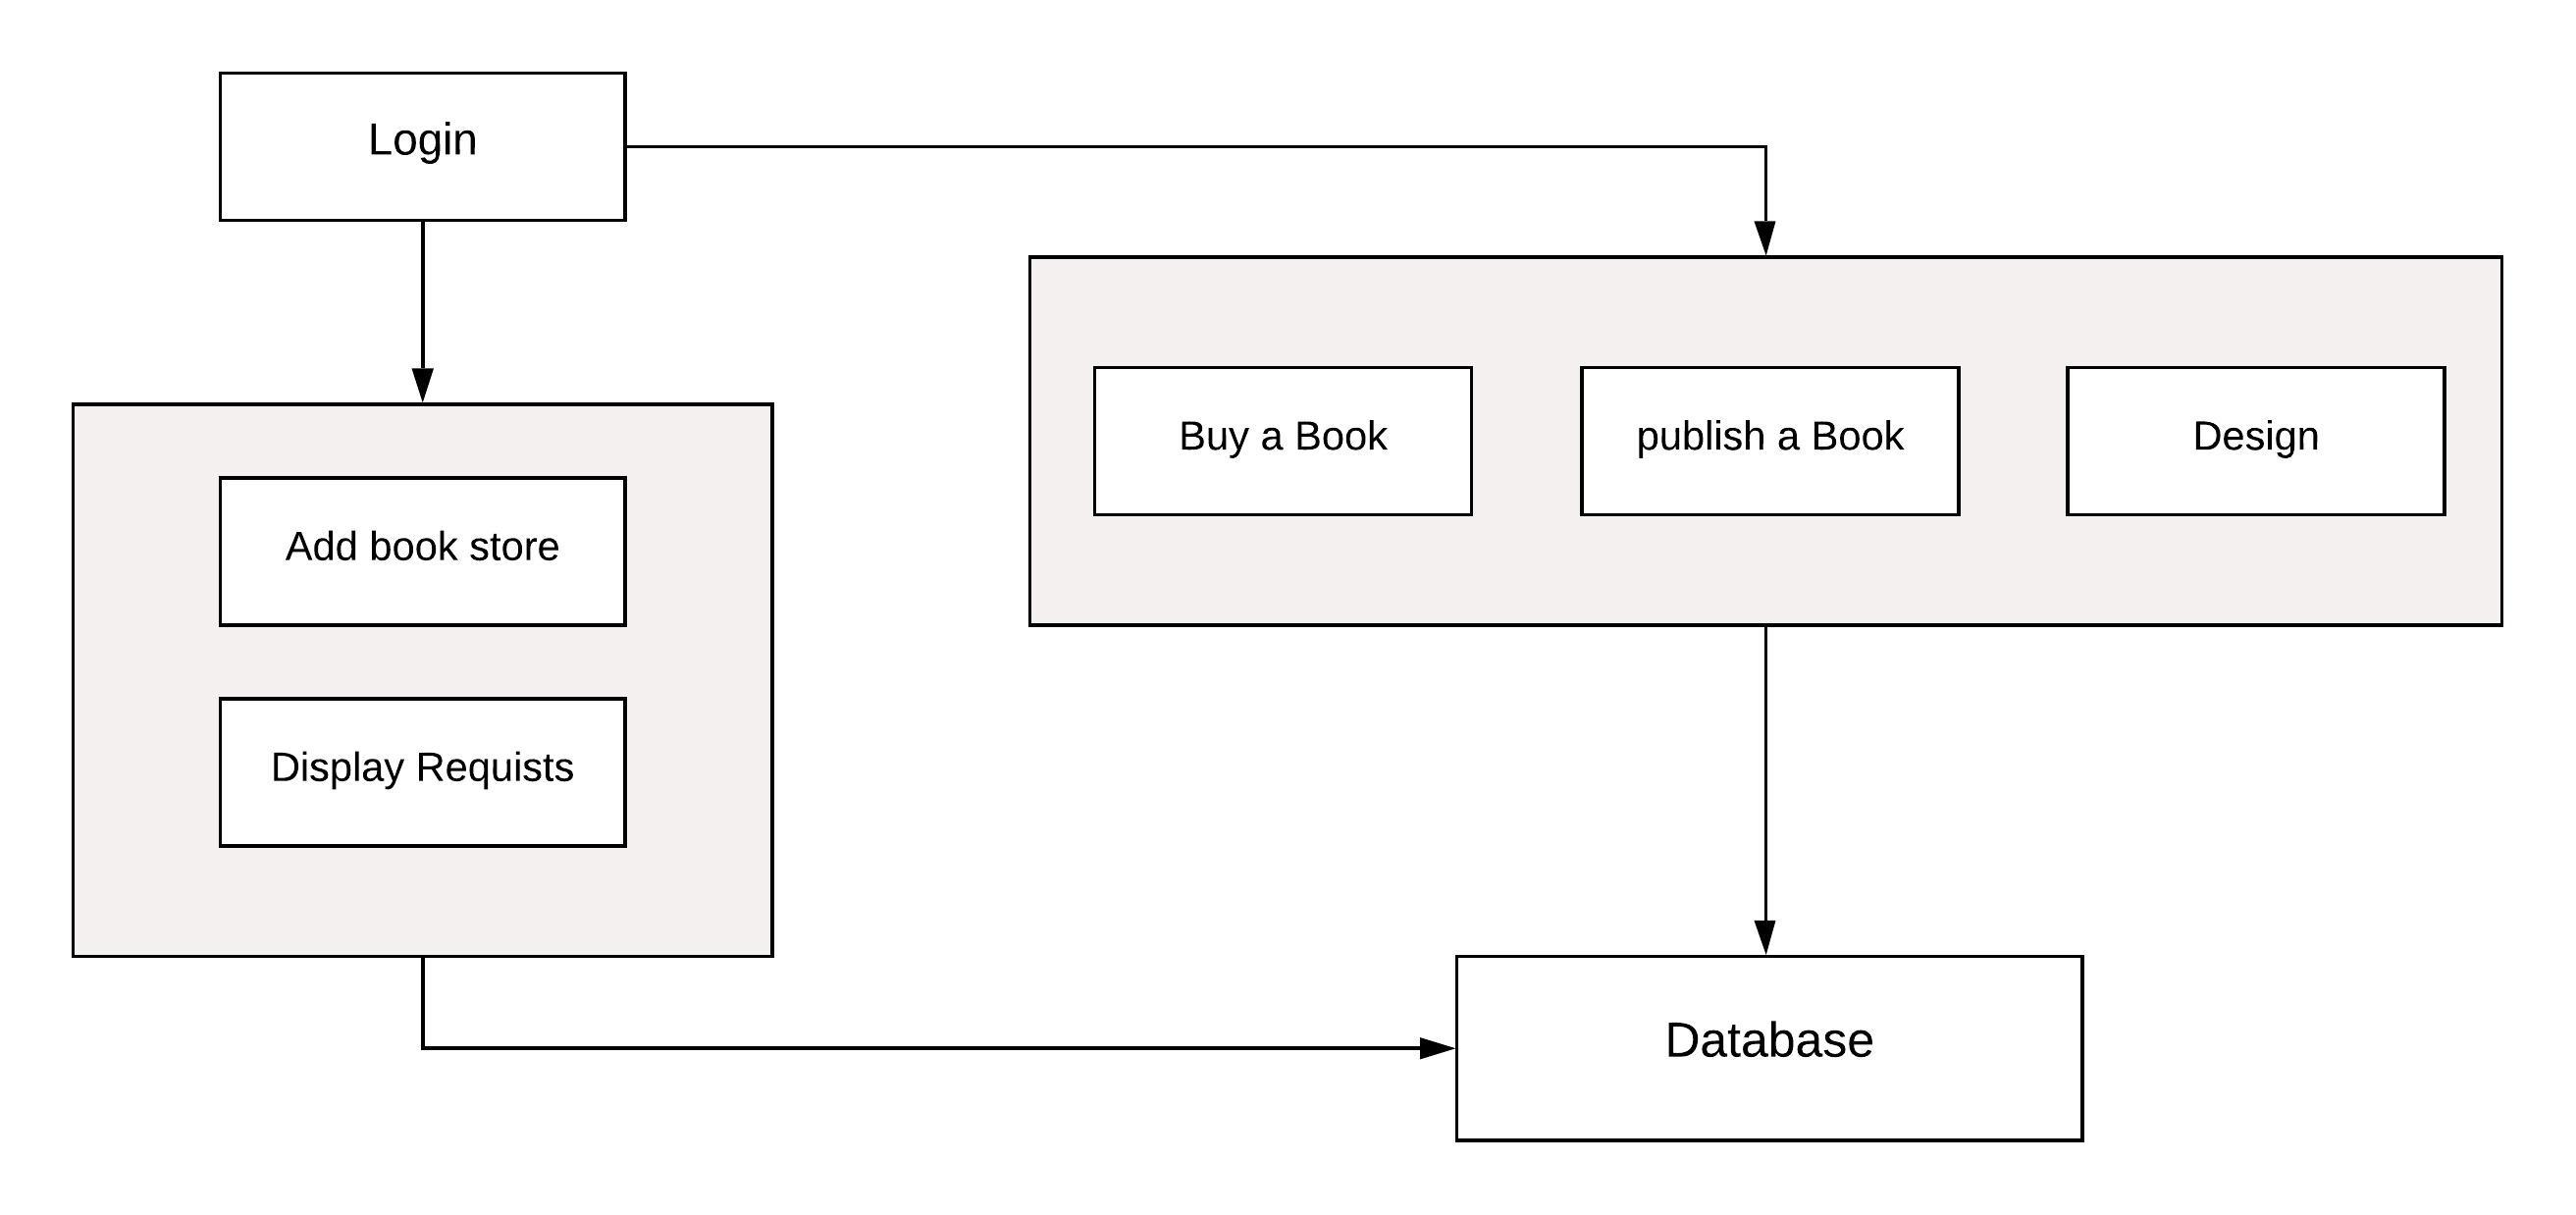 Login
Buy a Book
publish a Book
Design
Add book store
Display Requists
Database